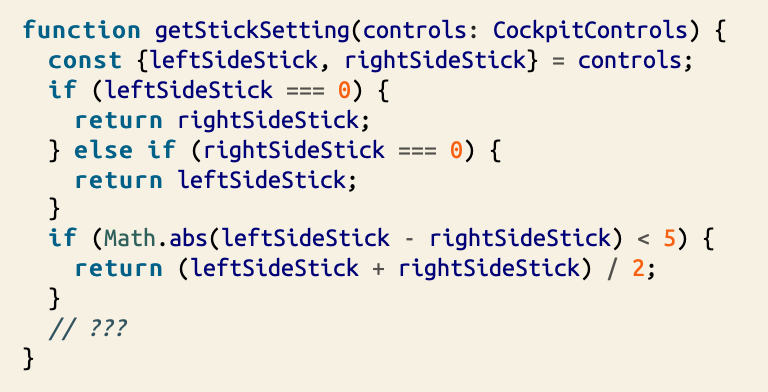 function getStickSetting(controls: CockpitControls) {
  const {leftSideStick, rightSideStick} = controls;
  if (leftSideStick === 0) {
    return rightSideStick;
  } else if (rightSideStick === 0) {
    return leftSideStick;
  }
  if (Math.abs(leftSideStick - rightSideStick) < 5) {
    return (leftSideStick + rightSideStick) / 2;
  }
  // ???
}